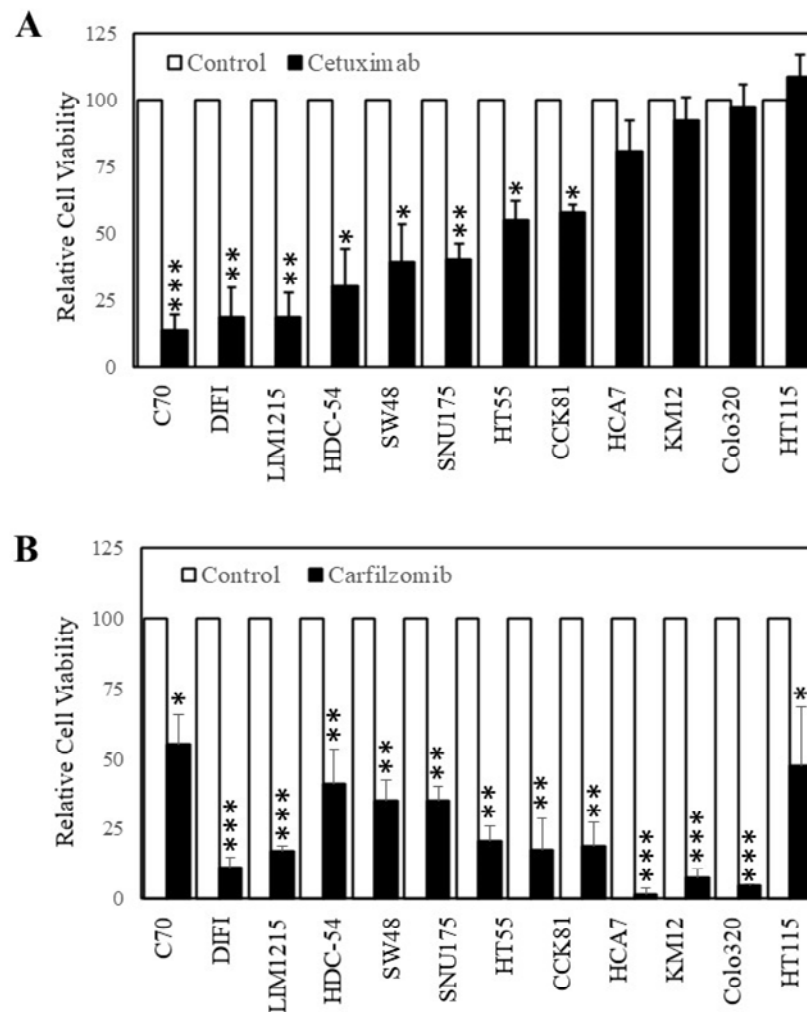 A
125
100
75
50
25
0
Relative Cell Viability
Control Cetuximab
***
**
**
*
*
**
*
*
C70
DIFI
LIM1215
HDC-54
SW48
SNU175
HT55
CCK81
HCA7
KM12
Colo320
HT115
B
125
100
75
50
25
0
Relative Cell Viability
Control Carfilzomib
*
***
***
**
**
**
**
**
**
***
***
***
*
C70
DIFI
LIM1215
HDC-54
SW48
SNU175
HT55
CCK81
HCA7
KM12
Colo320
HT115